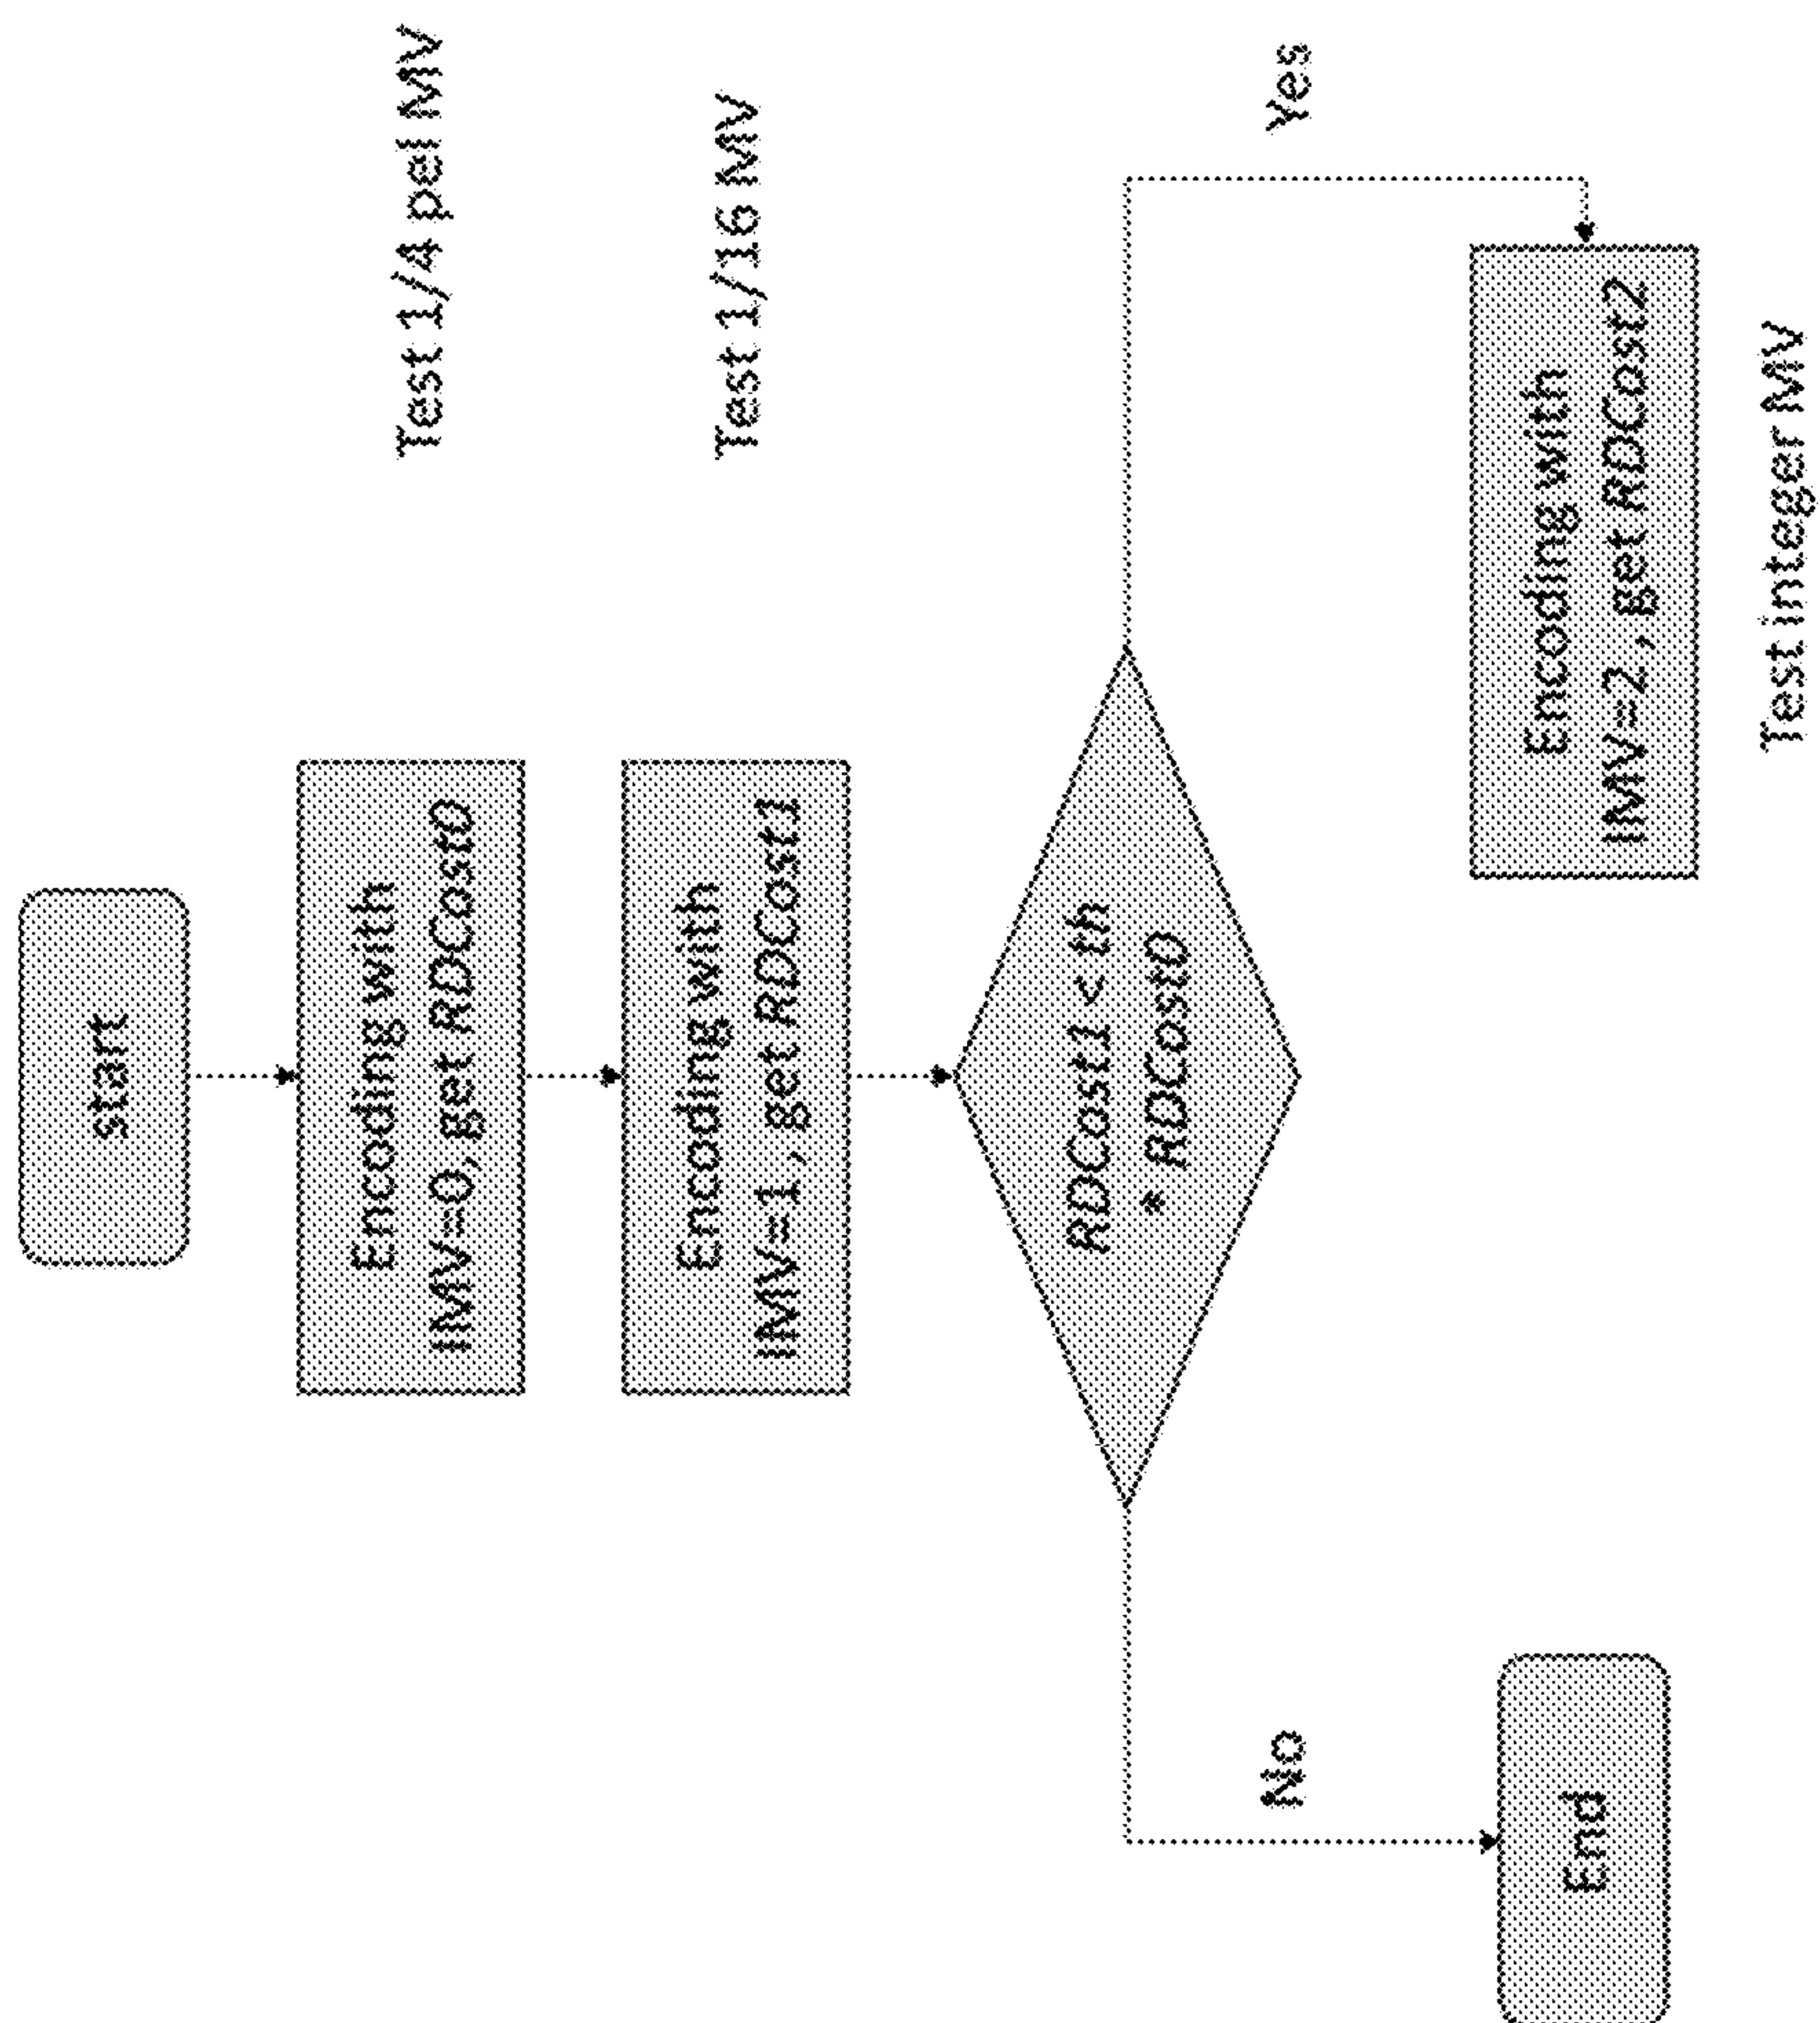 start
Encoding with
IMV=0, get RDCost0
Test 1/4 pel MV
Encoding with
IMV=1, get RDCost1
Test 1/16 MV
RDCost1 < th
* RDCost0
No
Yes
End
Encoding with
IMV=2, get RDCost2
Test integer MV